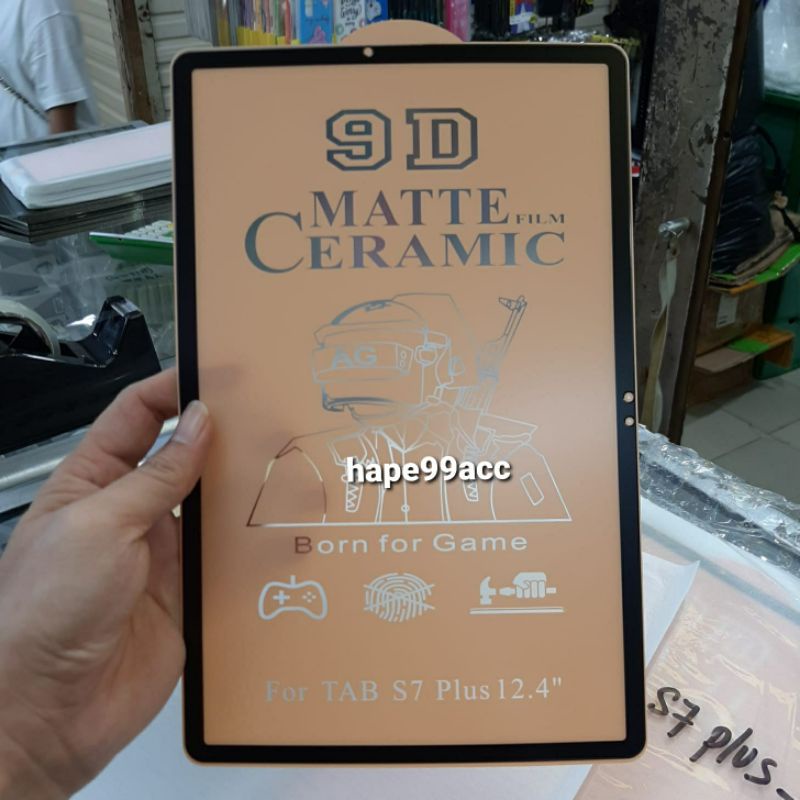 9D
MATTE FILM
CERAMIC
AG
hape99acc
Born for Game
For TAB S7 Plus 12.4"
S7 plus